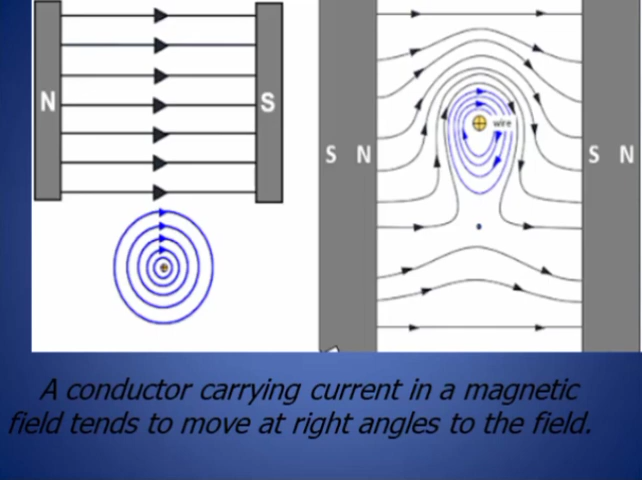 N
S
wire
S N
S N
A conductor carrying current in a magnetic
field tends to move at right angles to the field.